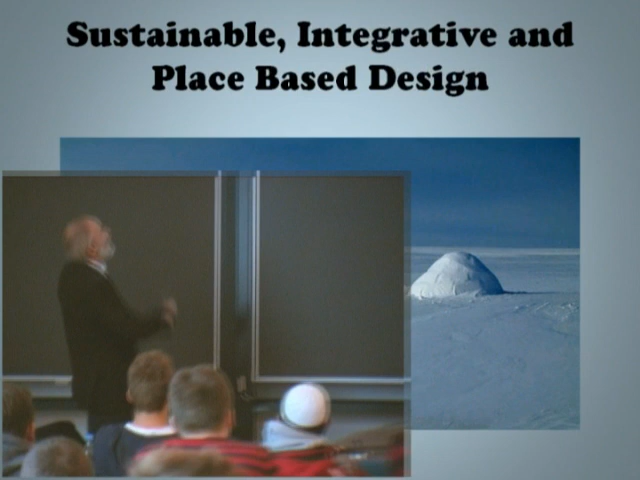 Sustainable, Integrative and
Place Based Design